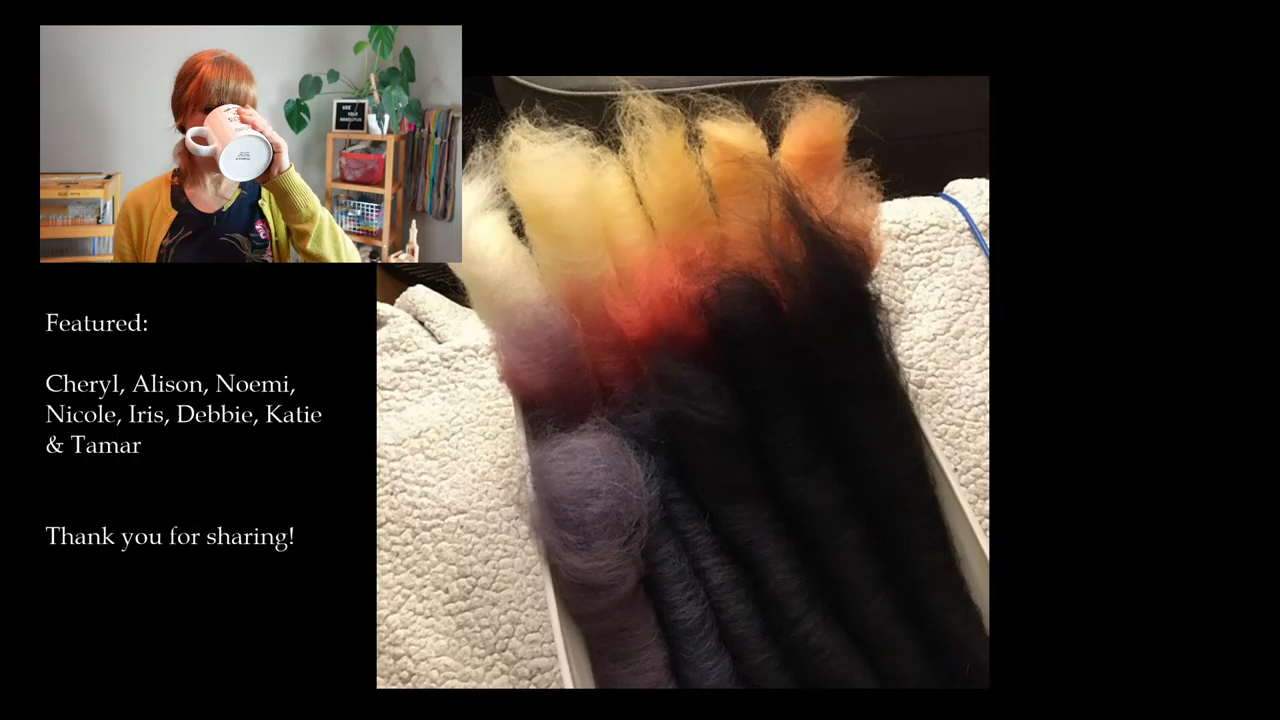 Featured:
Cheryl, Alison, Noemi,
Nicole, Iris, Debbie, Katie
& Tamar
Thank you for sharing!